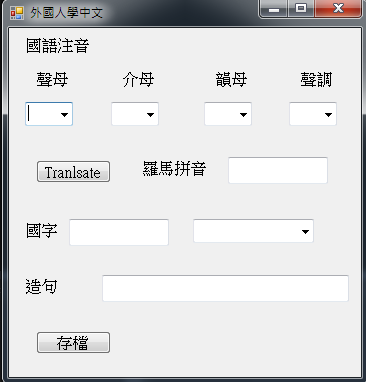 外國人學中文
國語注音
聲母 介母 韻母 聲調
Tranlsate 羅馬拼音
國字
造句
存檔